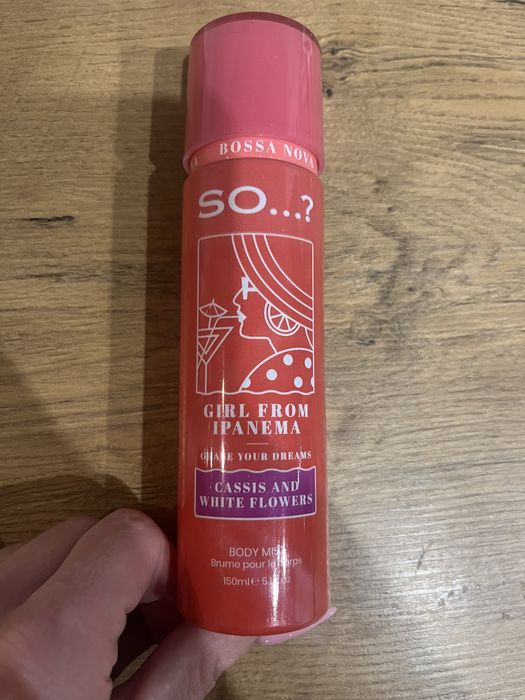 BOSSA NOVA
SO...?
GIRL FROM
IPANEMA
YOUR DREAMS
CASSIS AND
WHITE FLOWERS
BODY MIST
Brume pour le corps
150ml e